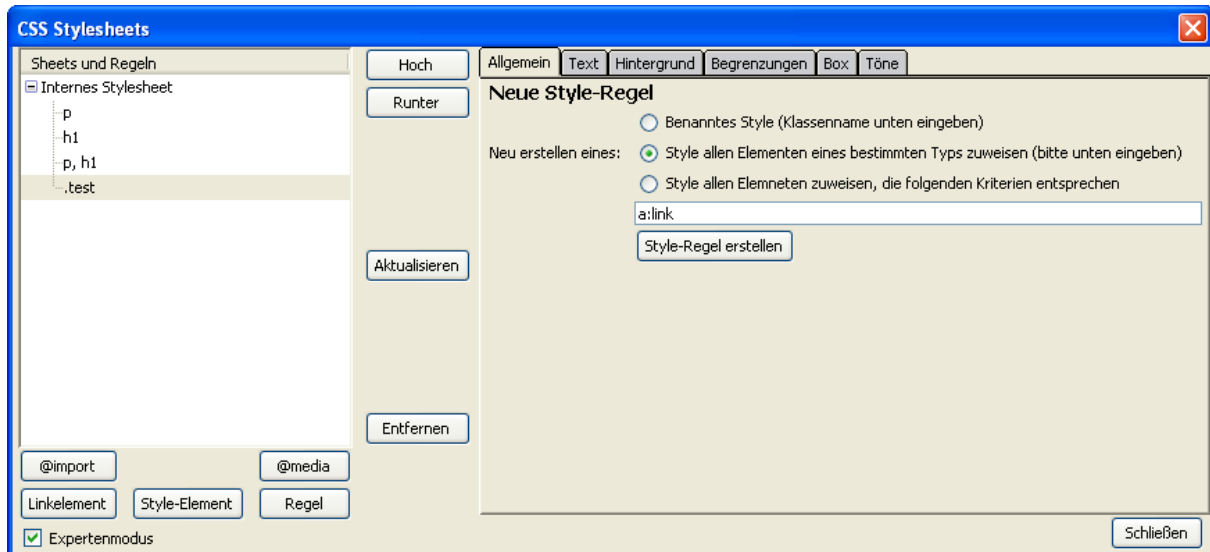 CSS Stylesheets
Sheets und Regeln
Internes Stylesheet
p
h1
p, h1
.test
@import
@media
Linkelement
Style-Element
Regel
Expertenmodus
Hoch
Runter
Aktualisieren
Entfernen
Allgemein Text Hintergrund Begrenzungen Box Töne
Neue Style-Regel
Benanntes Style (Klassenname unten eingeben)
Neu erstellen eines: Style allen Elementen eines bestimmten Typs zuweisen (bitte unten eingeben)
Style allen Elemneten zuweisen, die folgenden Kriterien entsprechen
a:link
Style-Regel erstellen
Schließen